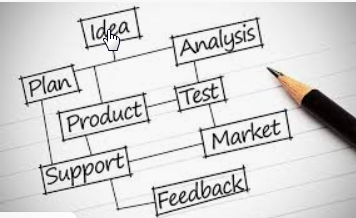 Idea
Analysis
Plan
Product
Test
Market
Support
Feedback